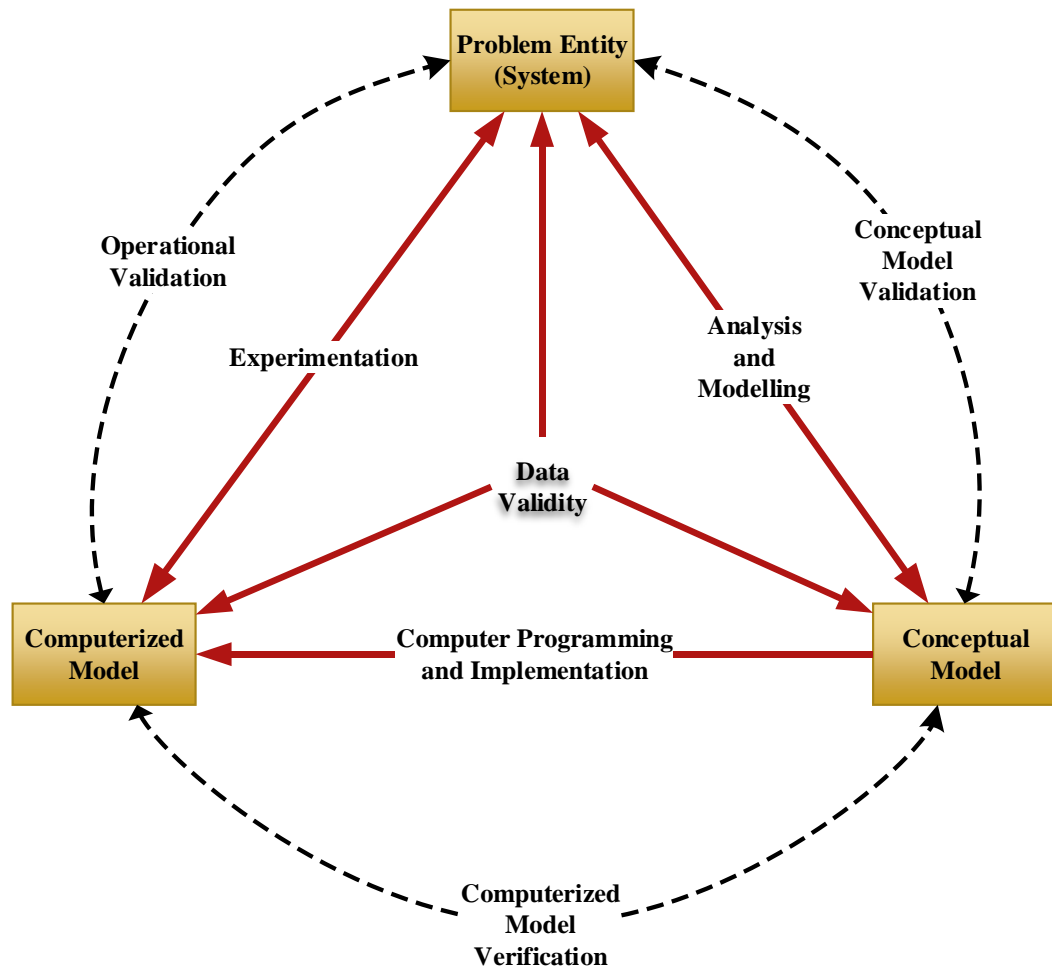 Problem Entity
(System)
Operational
Validation
Conceptual
Model
Validation
Experimentation
Analysis
and
Modelling
Data
Validity
Computerized
Model
Computer Programming
and Implementation
Conceptual
Model
Computerized
Model
Verification